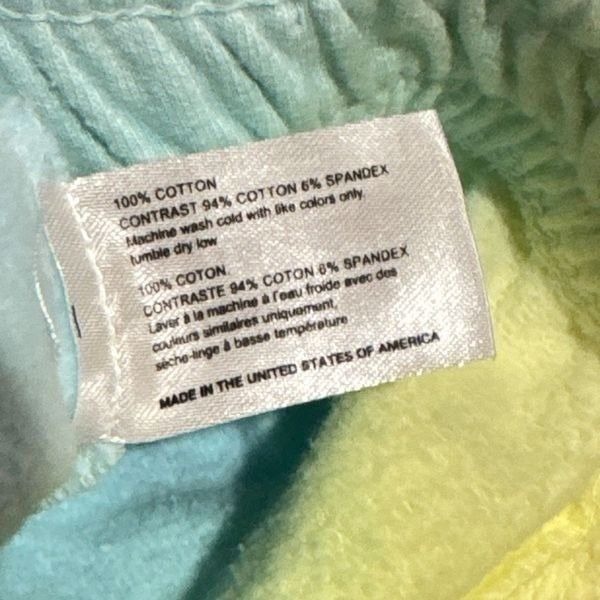 100% COTTON
CONTRAST 94% COTTON 6% SPANDEX
Machine wash cold with like colors only.
tumble dry low
100% COTON
CONTRASTE 94% COTON 6% SPANDEX
Laver à la machine à l'eau froide avec des
couleurs similaires uniquement,
seche-linge à basse température
MADE IN THE UNITED STATES OF AMERICA